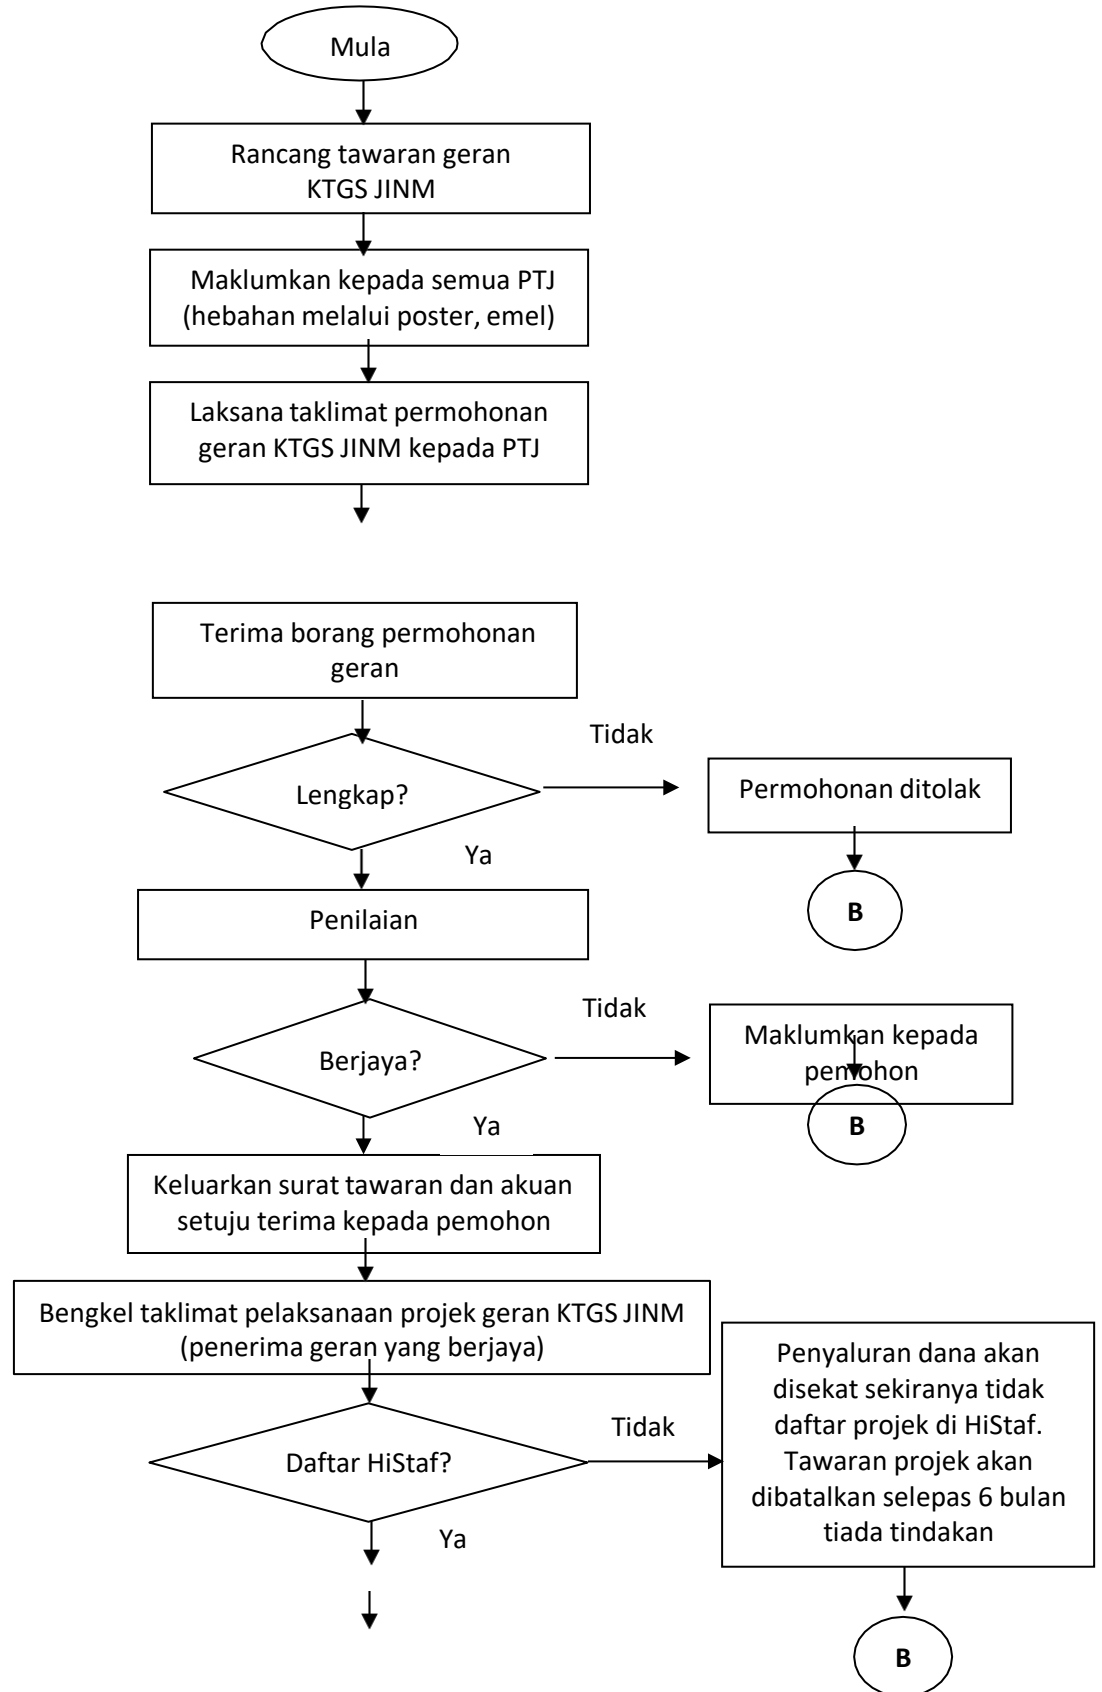 Mula
Rancang tawaran geran
KTGS JINM
Maklumkan kepada semua PTJ
(hebahan melalui poster, emel)
Laksana taklimat permohonan
geran KTGS JINM kepada PTJ
Terima borang permohonan
geran
Tidak
Lengkap?
Permohonan ditolak
Ya
B
Penilaian
Tidak
Berjaya?
Maklumkan kepada
pemohon
B
Ya
Keluarkan surat tawaran dan akuan
setuju terima kepada pemohon
Bengkel taklimat pelaksanaan projek geran KTGS JINM
(penerima geran yang berjaya)
Tidak
Daftar HiStaf?
Penyaluran dana akan
disekat sekiranya tidak
daftar projek di HiStaf.
Tawaran projek akan
dibatalkan selepas 6 bulan
tiada tindakan
Ya
B